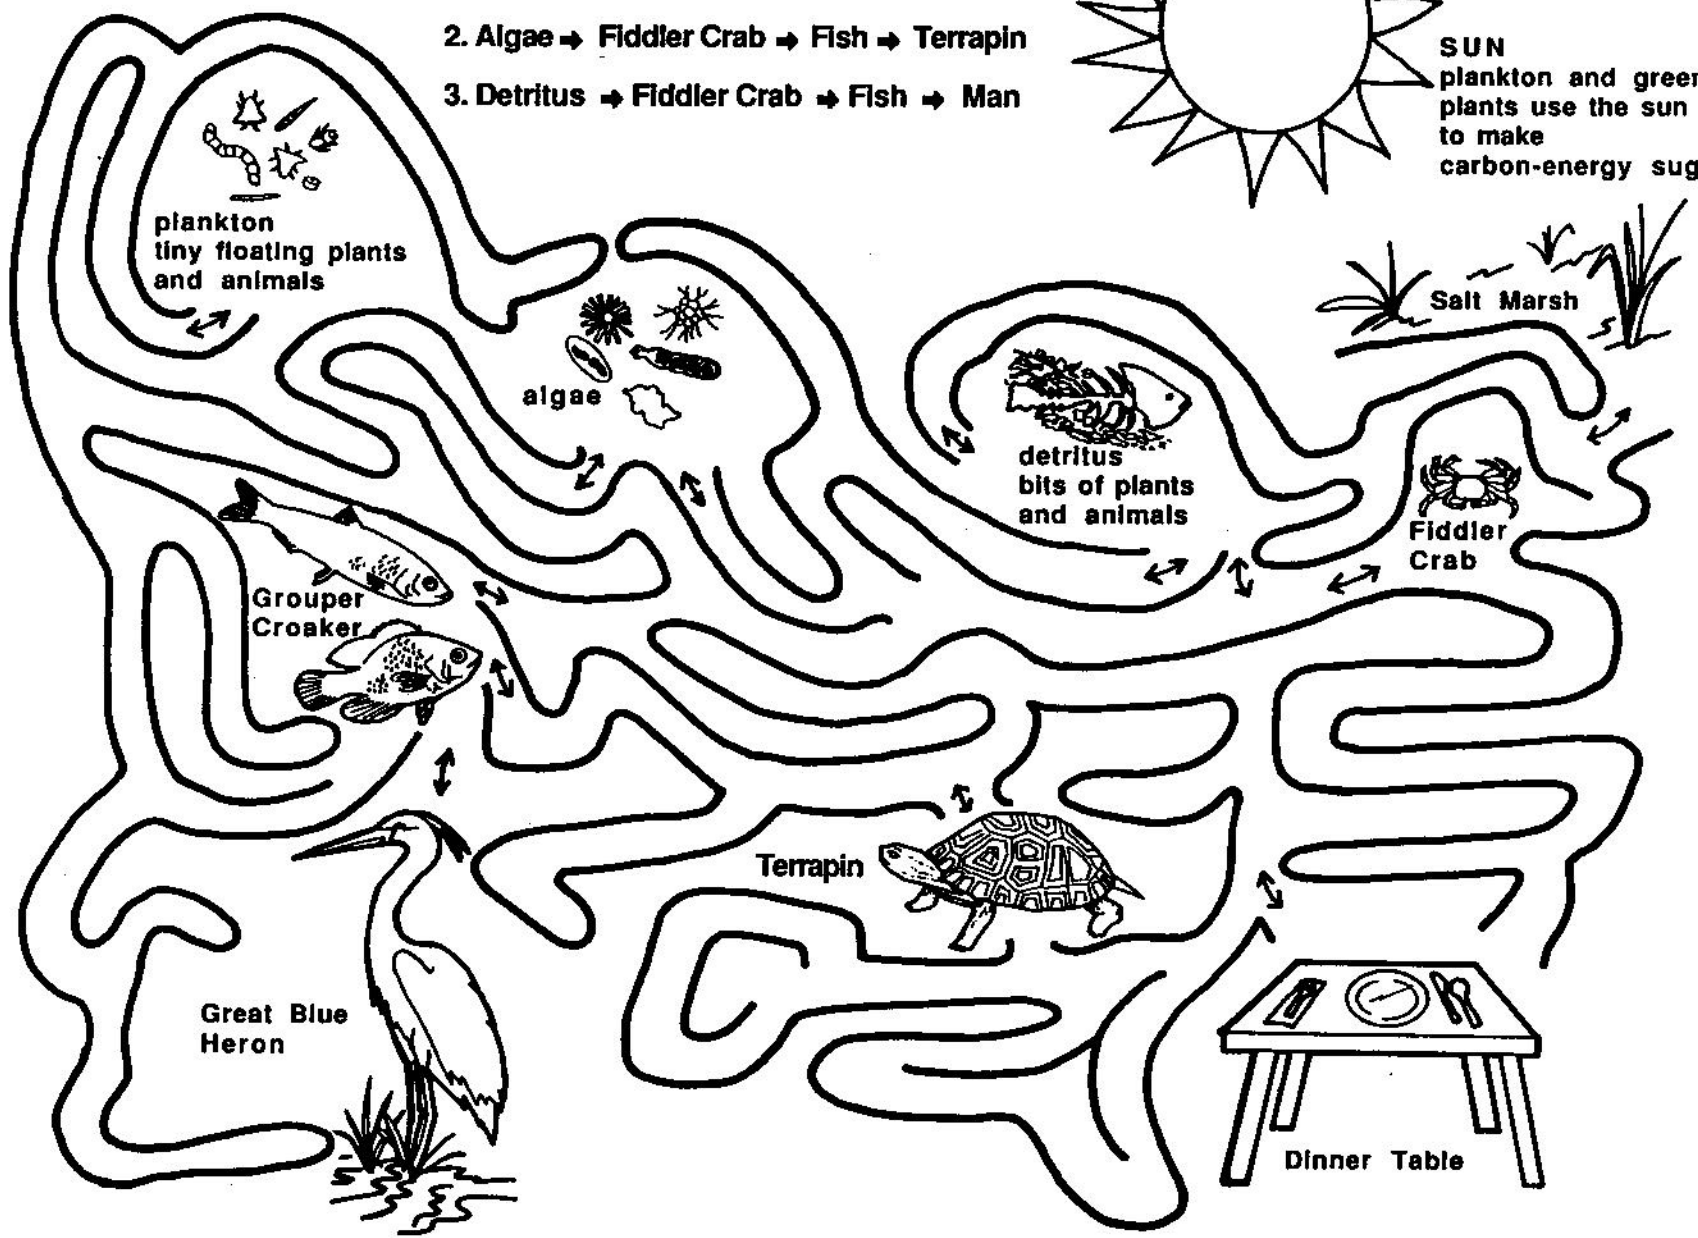 2. Algae → Fiddler Crab → Fish → Terrapin
3. Detritus → Fiddler Crab → Fish → Man
SUN
plankton and green
plants use the sun
to make
carbon-energy sug
plankton
tiny floating plants
and animals
Salt Marsh
algae
detritus
bits of plants
and animals
Fiddler
Crab
Grouper
Croaker
Terrapin
Great Blue
Heron
Dinner Table